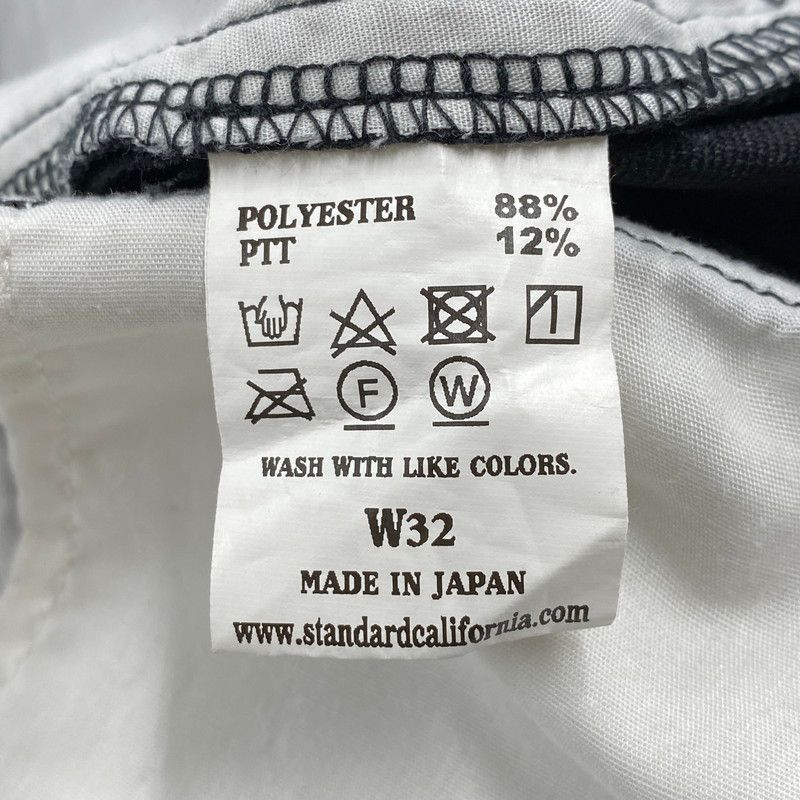 POLYESTER 88%
PTT 12%
F W
WASH WITH LIKE COLORS.
W32
MADE IN JAPAN
www.standardcalifornia.com